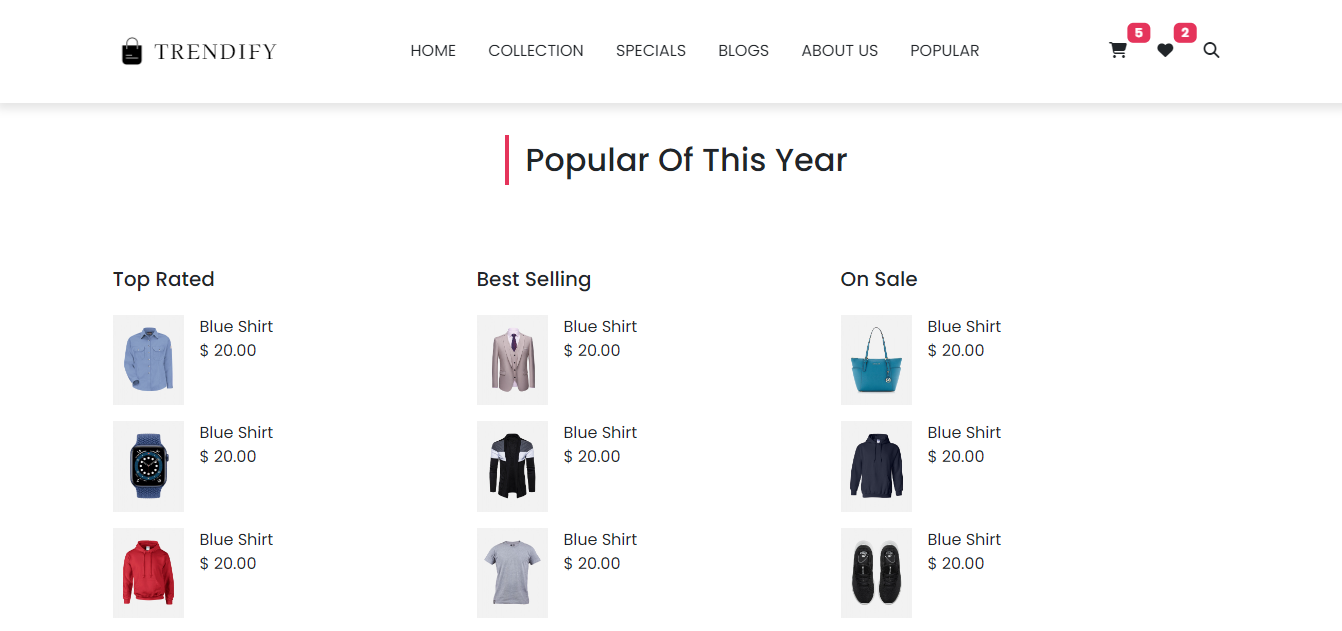 TRENDIFY
HOME COLLECTION SPECIALS BLOGS ABOUT US POPULAR
5 2
Popular Of This Year
Top Rated
Blue Shirt
$ 20.00
Blue Shirt
$ 20.00
Blue Shirt
$ 20.00
Best Selling
Blue Shirt
$ 20.00
Blue Shirt
$ 20.00
Blue Shirt
$ 20.00
On Sale
Blue Shirt
$ 20.00
Blue Shirt
$ 20.00
Blue Shirt
$ 20.00